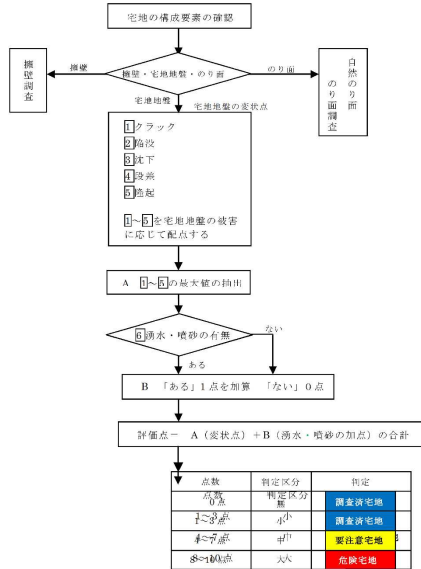 宅地の構成要素の確認
擁壁
擁壁・宅地地盤・のり面
のり面
擁壁調査
自然のり面
のり面調査
宅地地盤
宅地地盤の変状点
1クラック
2陥没
3沈下
4段差
5隆起
1～5を宅地地盤の被害
に応じて配点する
A 1～5の最大値の抽出
6湧水・噴砂の有無
ない
ある
B 「ある」1点を加算 「ない」0点
評価点＝ A（変状点）＋B（湧水・噴砂の加点）の合計
点数 判定区分 判定
0点 無 調査済宅地
1～3点 小 調査済宅地
4～7点 中 要注意宅地
8～10点 大 危険宅地